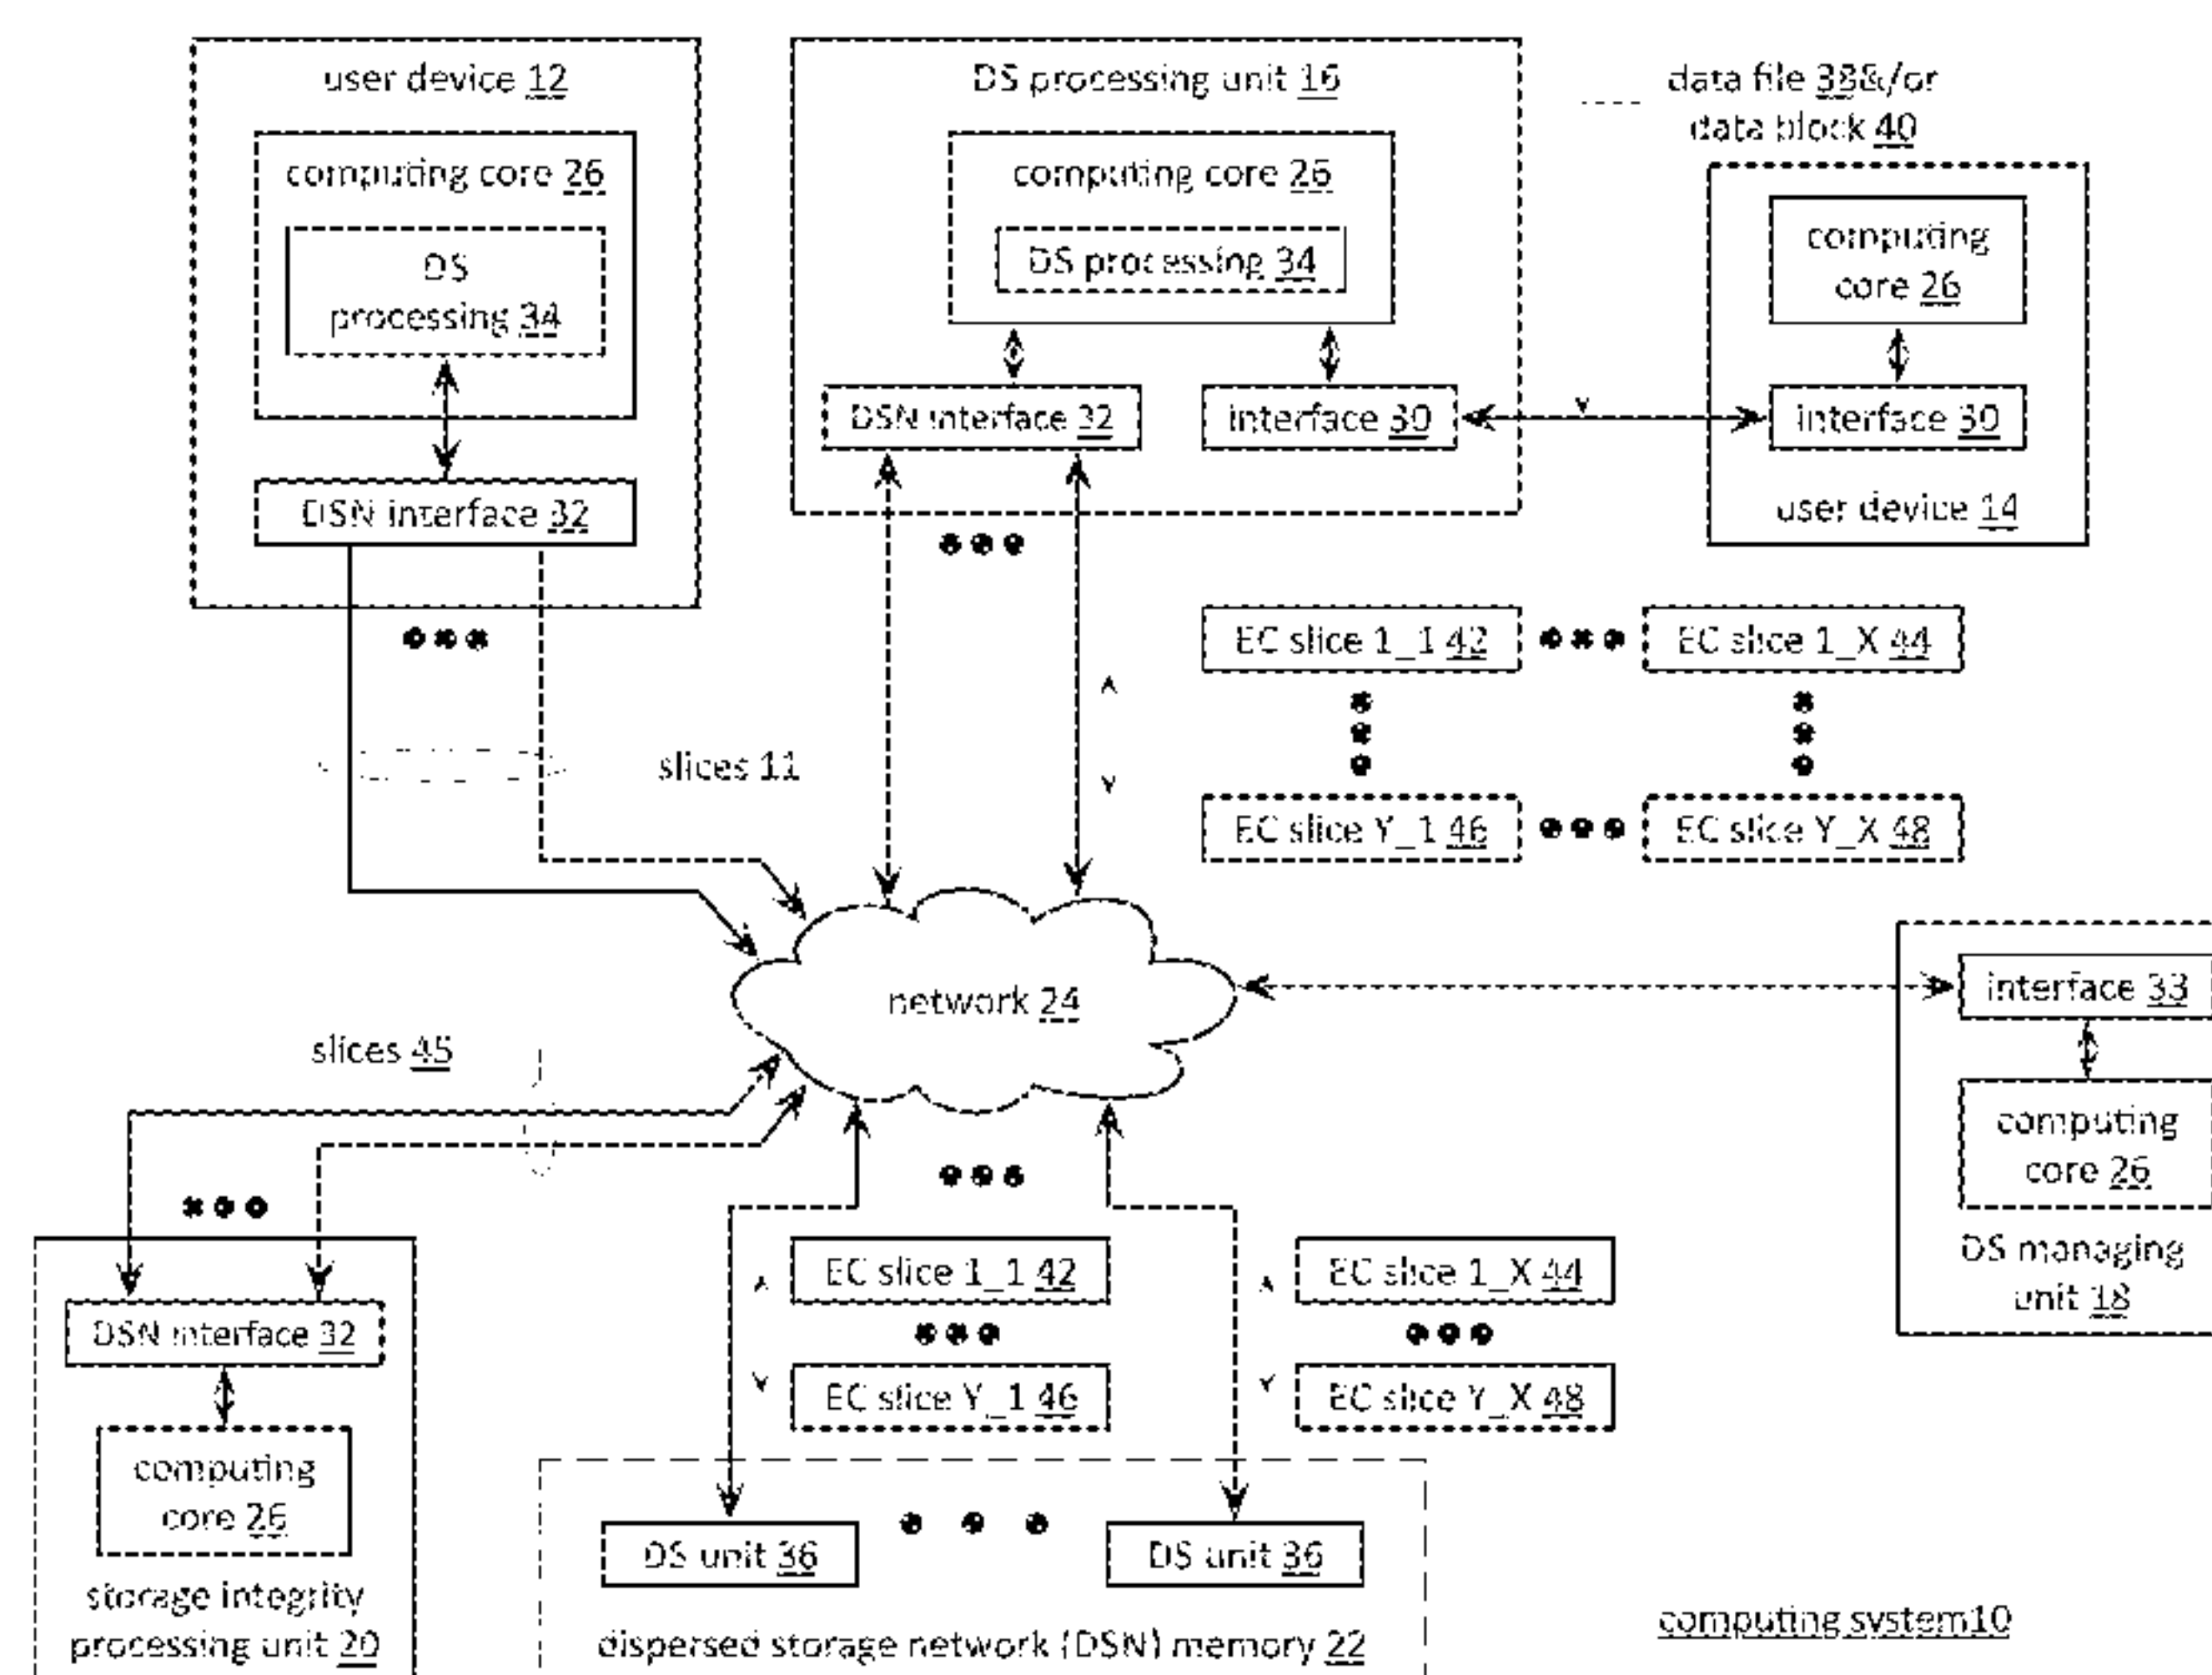 user device 12
computing core 26
DS
processing 34
DSN interface 32
DS processing unit 16
computing core 26
DS processing 34
DSN interface 32
interface 30
data file 38&/or
data block 40
computing
core 26
interface 30
user device 14
EC slice 1_1 42
EC slice 1_X 44
slices 11
EC slice Y_1 46
EC slice Y_X 48
network 24
interface 33
computing
core 26
DS managing
unit 18
slices 45
DSN interface 32
computing
core 26
storage integrity
processing unit 20
EC slice 1_1 42
EC slice 1_X 44
EC slice Y_1 46
EC slice Y_X 48
DS unit 36
DS unit 36
dispersed storage network (DSN) memory 22
computing system10